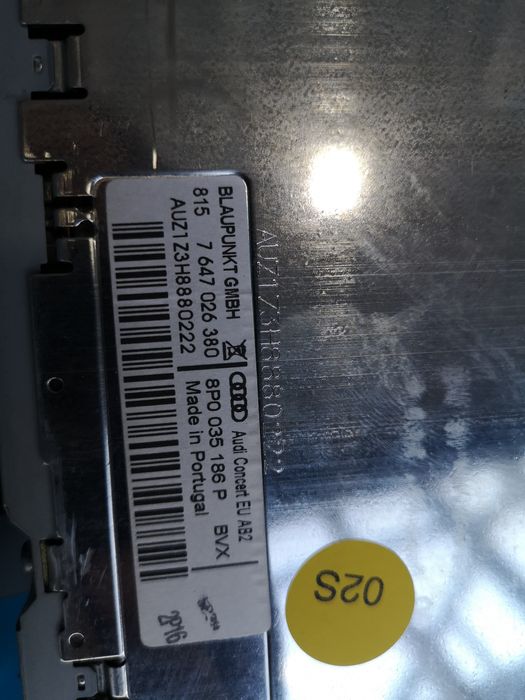 BLAUPUNKT GMBH
815 7 647 026 380
AUZ1Z3H8880222
Audi Concert EU AB2
8P0 035 186 P BVX
Made in Portugal
02S